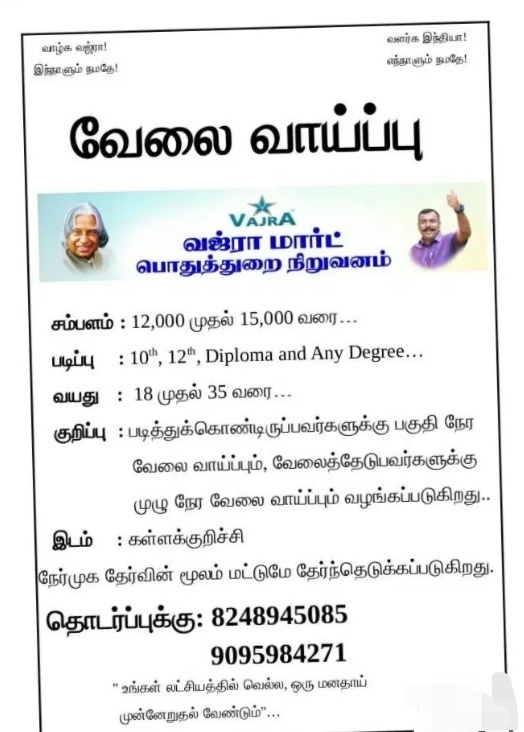 வாழ்க வஜ்ரா!
இந்நாளும் நமதே!
வளர்க இந்தியா!
எந்நாளும் நமதே!
வேலை வாய்ப்பு
VAJRA
வஜ்ரா மார்ட்
பொதுத்துறை நிறுவனம்
சம்பளம் : 12,000 முதல் 15,000 வரை…
படிப்பு : 10th, 12th, Diploma and Any Degree…
வயது : 18 முதல் 35 வரை…
குறிப்பு : படித்துக்கொண்டிருப்பவர்களுக்கு பகுதி நேர
வேலை வாய்ப்பும், வேலைத்தேடுபவர்களுக்கு
முழு நேர வேலை வாய்ப்பும் வழங்கப்படுகிறது..
இடம் : கள்ளக்குறிச்சி
நேர்முக தேர்வின் மூலம் மட்டுமே தேர்ந்தெடுக்கப்படுகிறது.
தொடர்ப்புக்கு: 8248945085
9095984271
" உங்கள் லட்சியத்தில் வெல்ல, ஒரு மனதாய்
முன்னேறுதல் வேண்டும்"…